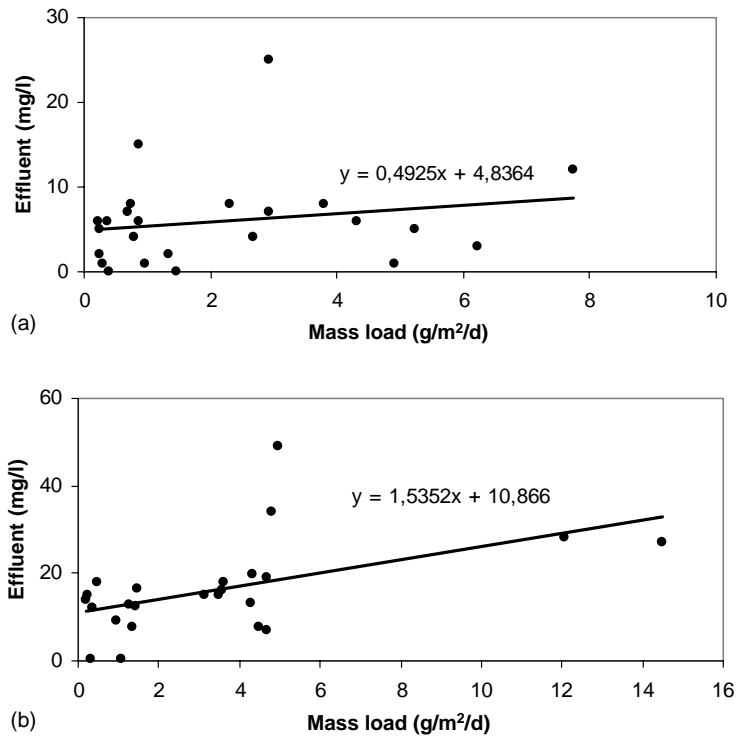 30
20
10
0
Effluent (mg/l)
y = 0,4925x + 4,8364
0 2 4 6 8 10
Mass load (g/m²/d)
(a)
60
40
20
0
Effluent (mg/l)
y = 1,5352x + 10,866
0 2 4 6 8 10 12 14 16
Mass load (g/m²/d)
(b)